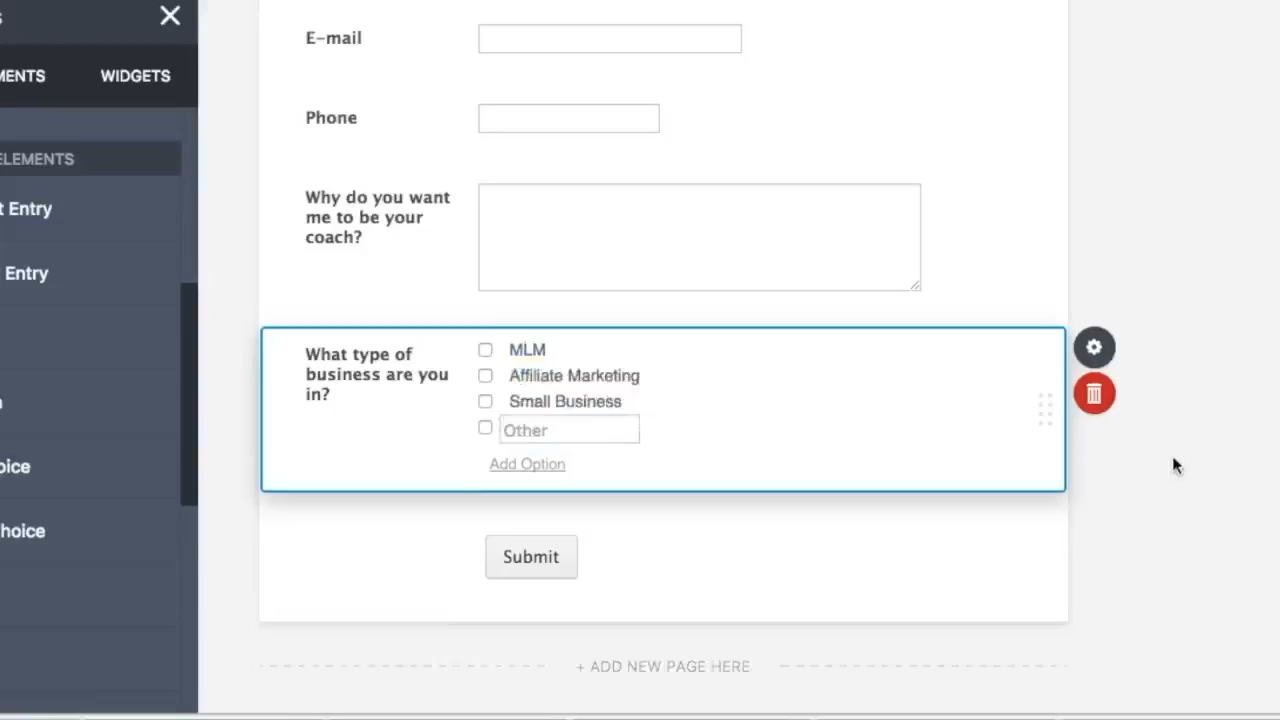 S
MENTS WIDGETS
ELEMENTS
t Entry
Entry
n
oice
hoice
E-mail
Phone
Why do you want
me to be your
coach?
What type of
business are you
in?
MLM
Affiliate Marketing
Small Business
Other
Add Option
Submit
+ ADD NEW PAGE HERE